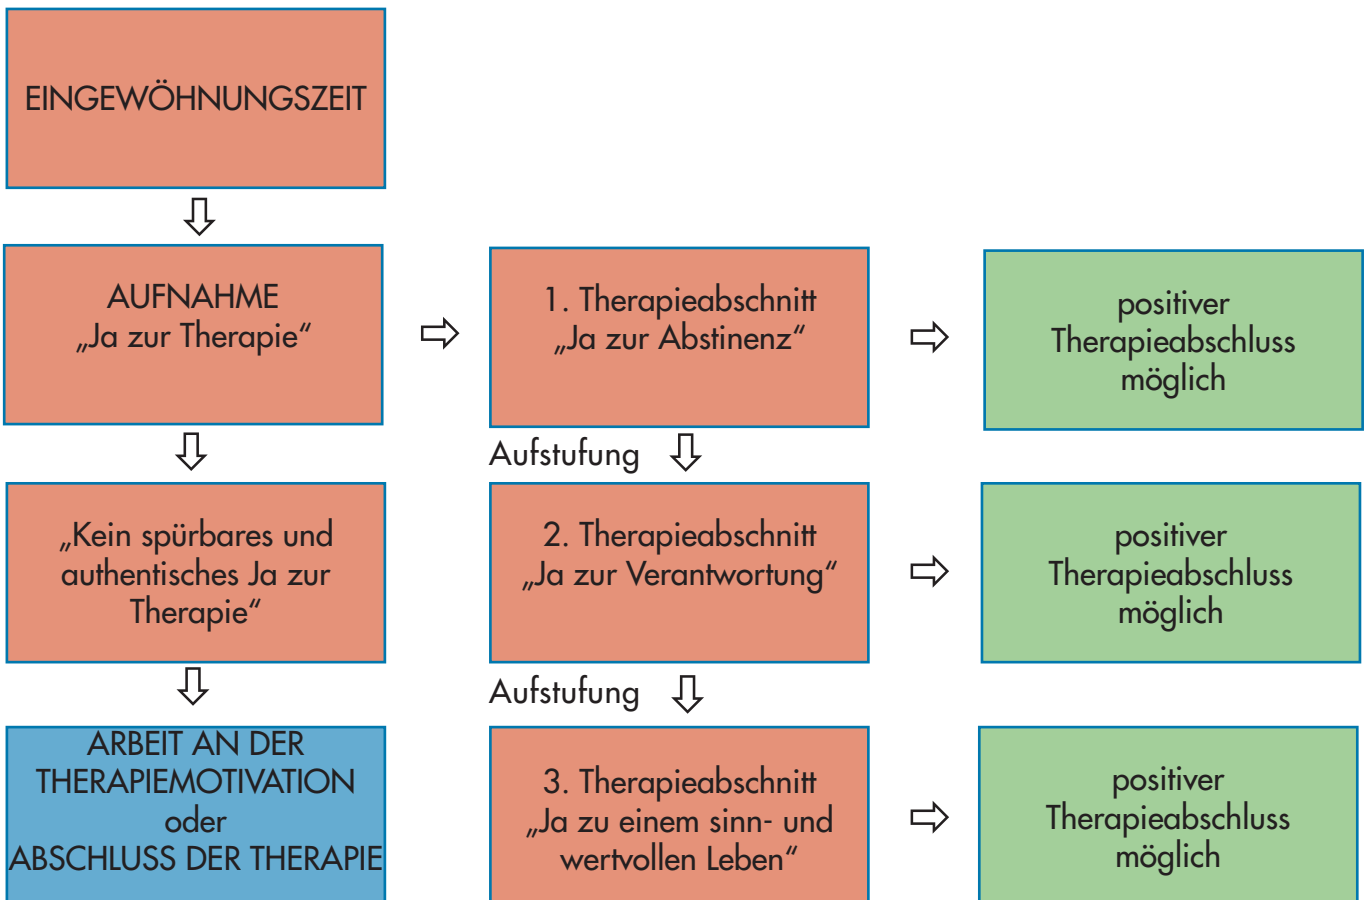 EINGEWÖHNUNGSZEIT
AUFNAHME
„Ja zur Therapie“
1. Therapieabschnitt
„Ja zur Abstinenz“
positiver
Therapieabschluss
möglich
Aufstufung
„Kein spürbares und
authentisches Ja zur
Therapie“
2. Therapieabschnitt
„Ja zur Verantwortung“
positiver
Therapieabschluss
möglich
Aufstufung
ARBEIT AN DER
THERAPIEMOTIVATION
oder
ABSCHLUSS DER THERAPIE
3. Therapieabschnitt
„Ja zu einem sinn- und
wertvollen Leben“
positiver
Therapieabschluss
möglich